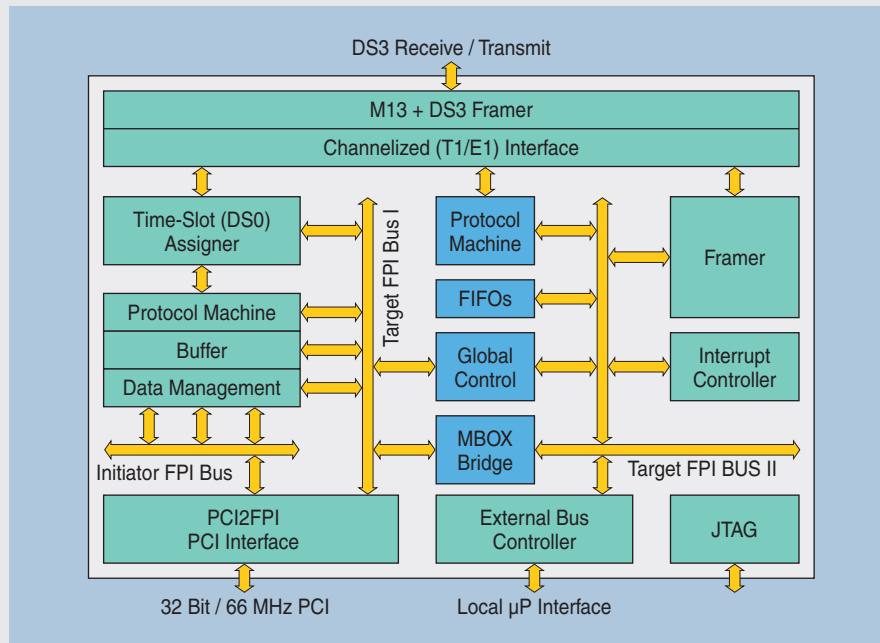 DS3 Receive / Transmit
M13 + DS3 Framer
Channelized (T1/E1) Interface
Time-Slot (DS0)
Assigner
Target FPI Bus I
Protocol
Machine
Framer
Protocol Machine
Buffer
Data Management
FIFOs
Global
Control
Interrupt
Controller
MBOX
Bridge
Initiator FPI Bus
Target FPI BUS II
PCI2FPI
PCI Interface
External Bus
Controller
JTAG
32 Bit / 66 MHz PCI
Local µP Interface